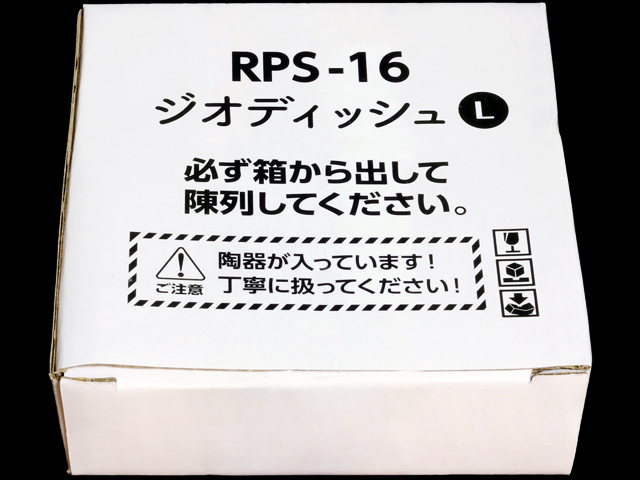 RPS-16
ジオディッシュ L
必ず箱から出して
陳列してください。
陶器が入っています!
ご注意 丁寧に扱ってください!